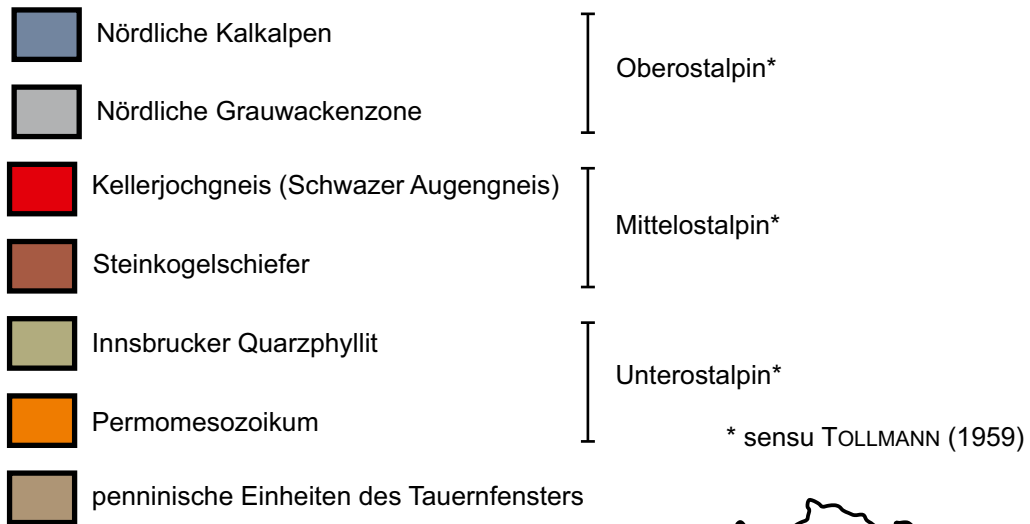 Nördliche Kalkalpen
Oberostalpin*
Nördliche Grauwackenzone
Kellerjochgneis (Schwazer Augengneis)
Mittelostalpin*
Steinkogelschiefer
Innsbrucker Quarzphyllit
Unterostalpin*
Permomesozoikum
* sensu TOLLMANN (1959)
penninische Einheiten des Tauernfensters